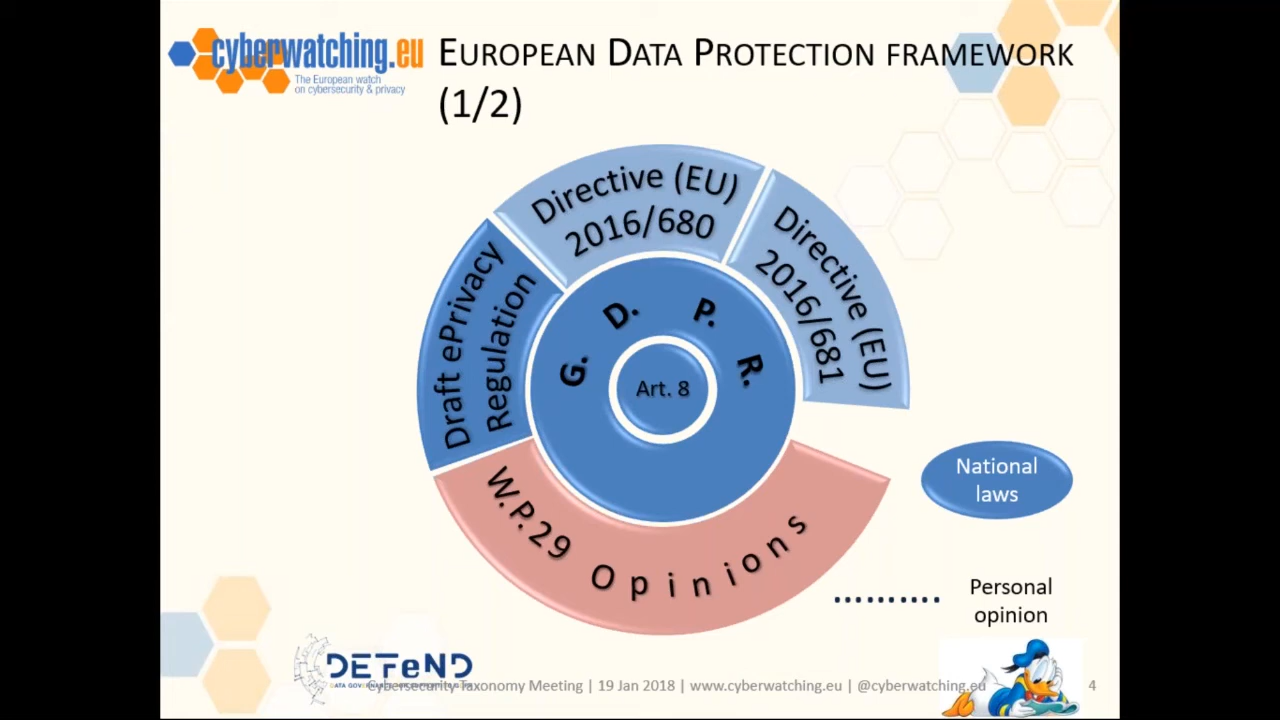 cyberwatching.eu
The European watch
on cybersecurity & privacy
EUROPEAN DATA PROTECTION FRAMEWORK
(1/2)
Directive (EU)
2016/680
Directive (EU)
2016/681
Draft ePrivacy
Regulation
G. D. P. R.
Art. 8
W.P.29 Opinions
National
laws
Personal
opinion
DEFeND
Cybersecurity Taxonomy Meeting | 19 Jan 2018 | www.cyberwatching.eu | @cyberwatching.eu
4